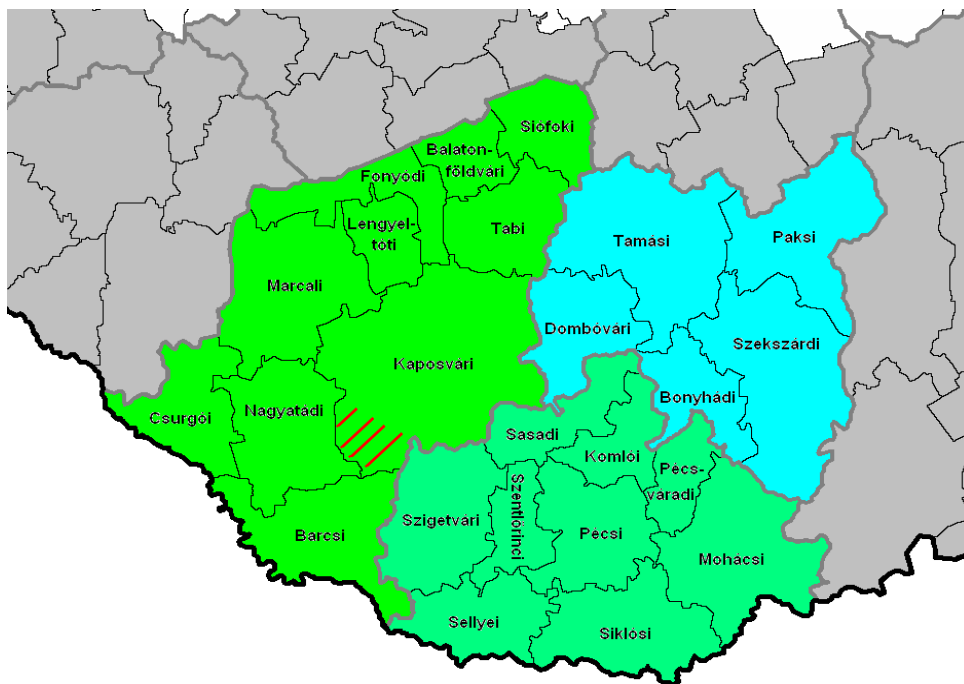 Siófoki
Balaton-
földvári
Fonyódi
Lengyel-
tóti
Tabi
Tamási
Paksi
Marcali
Dombóvári
Szekszárdi
Kaposvári
Bonyhádi
Csurgói
Nagyatádi
Sasadi
Komlói
Pécs-
váradi
Szigetvári
Szentlőrinci
Pécsi
Barcsi
Mohácsi
Sellyei
Siklósi